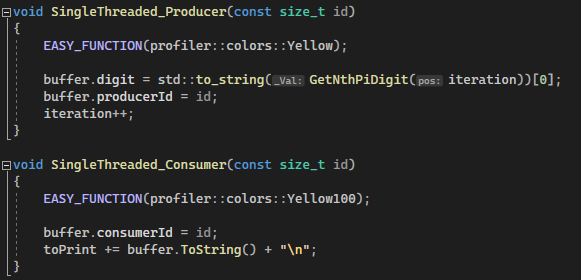 void SingleThreaded_Producer(const size_t id)
{
EASY_FUNCTION(profiler::colors::Yellow);
buffer.digit = std::to_string(_Val: GetNthPiDigit(pos: iteration))[0];
buffer.producerId = id;
iteration++;
}
void SingleThreaded_Consumer(const size_t id)
{
EASY_FUNCTION(profiler::colors::Yellow100);
buffer.consumerId = id;
toPrint += buffer.ToString() + "\n";
}